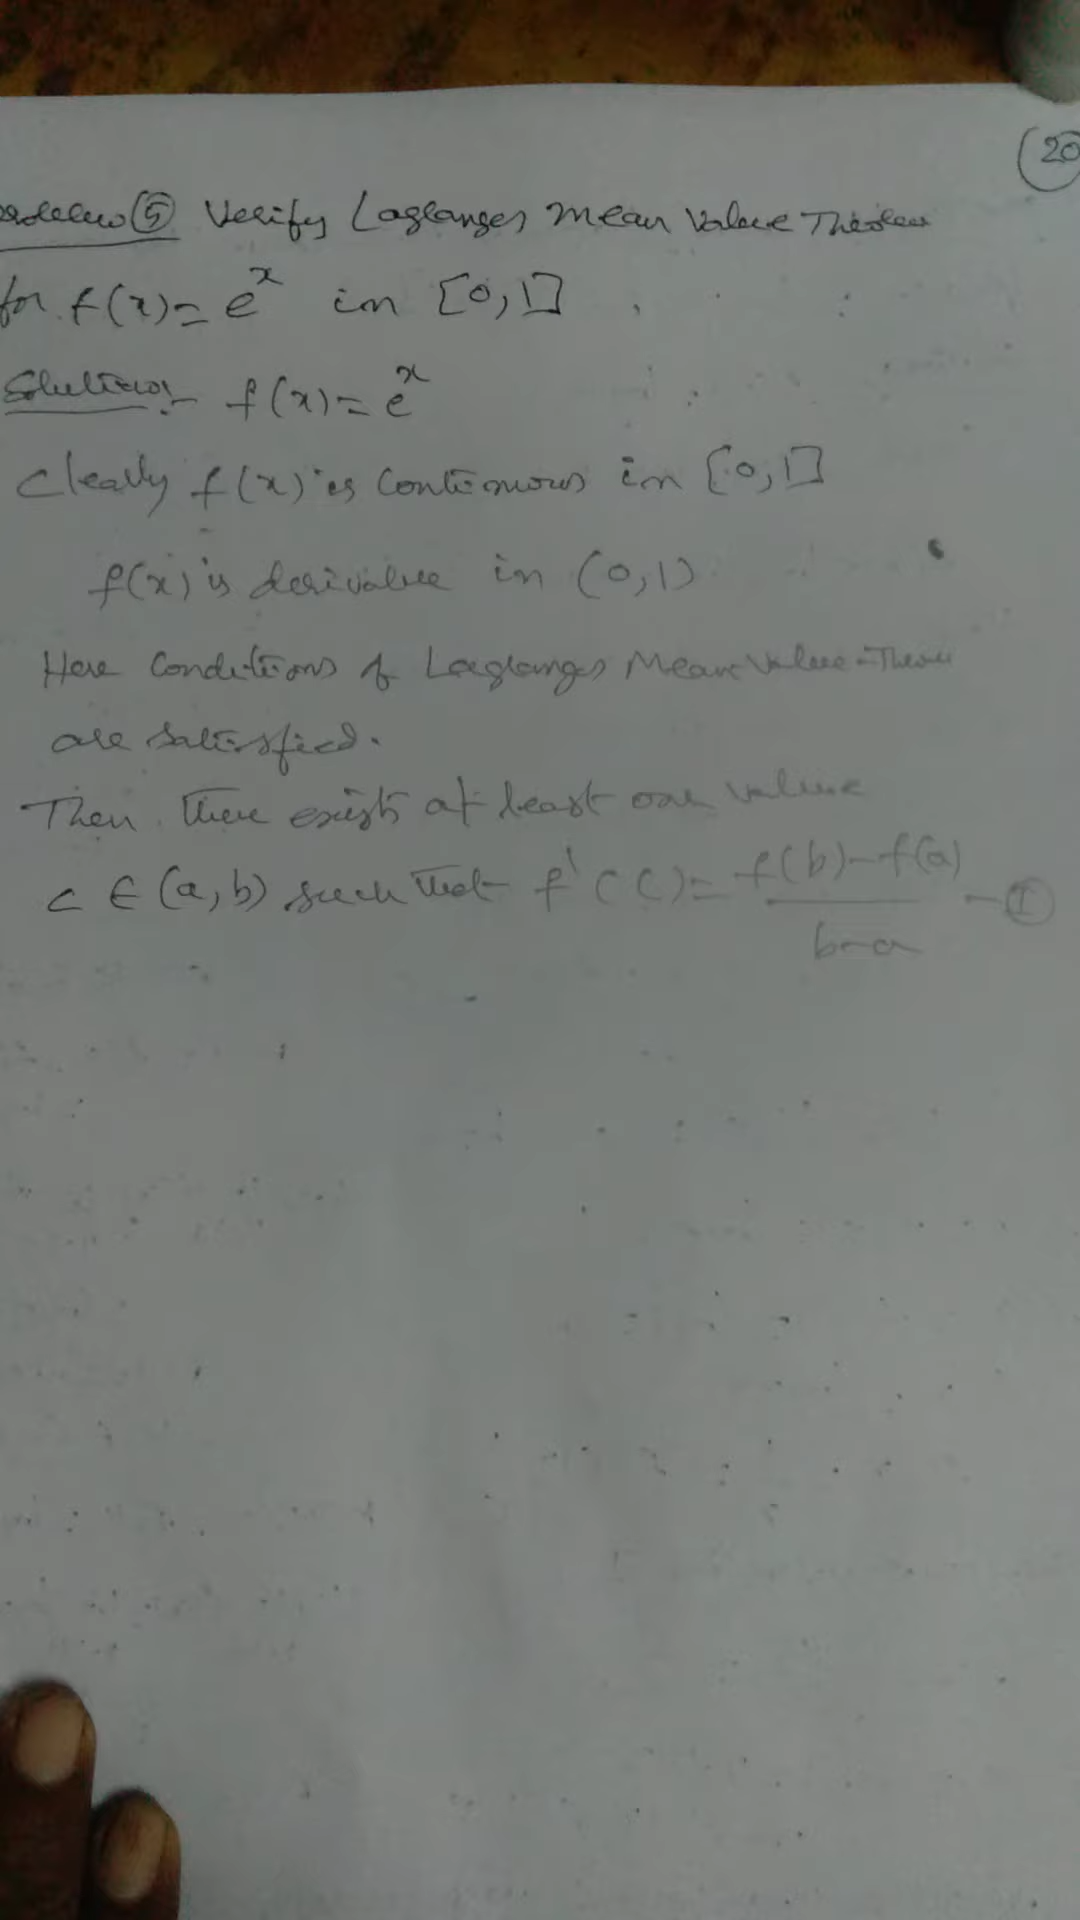 20
Problem 5 Verify Lagranges Mean Value Theorem
for f(x) = e^x in [0,1]
Solution:- f(x) = e^x
Clearly f(x) is Continuous in [0,1]
f(x) is derivable in (0,1)
Here Conditions of Lagranges Mean Value Theorem
are satisfied.
Then there exists at least one value
c ∈ (a,b) such that f'(c) = f(b)-f(a) / b-a - 1